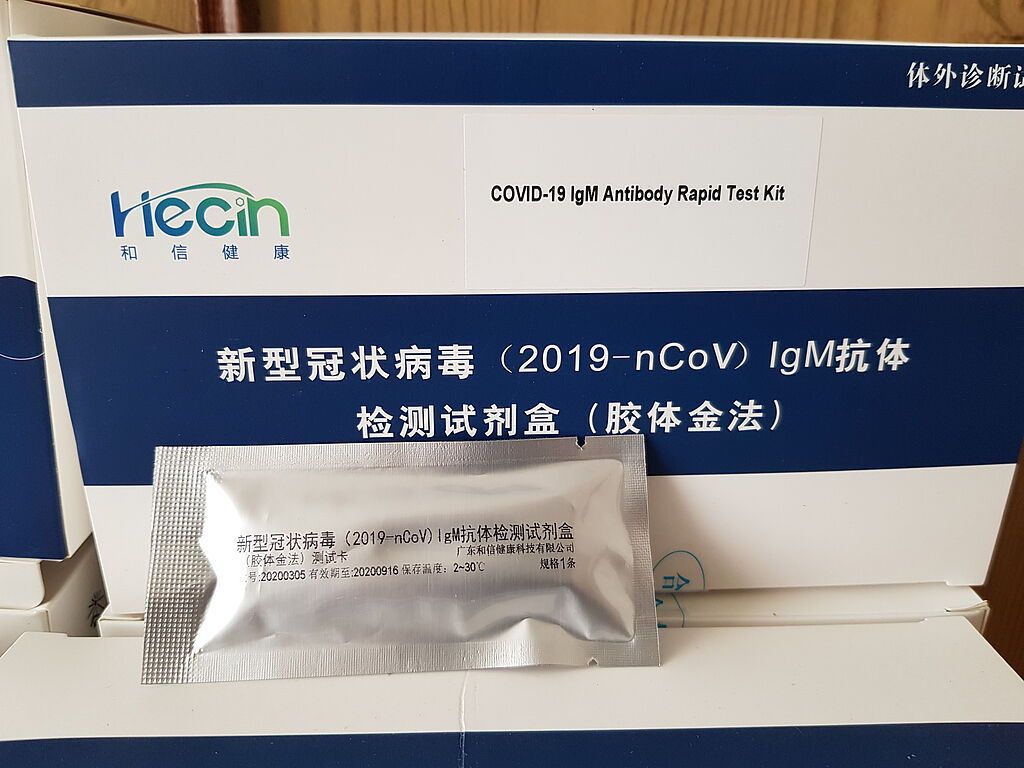 体外诊断
COVID-19 IgM Antibody Rapid Test Kit
Hecin
和信健康
新型冠状病毒（2019-nCoV）IgM抗体
检测试剂盒（胶体金法）
新型冠状病毒（2019-nCoV）IgM抗体检测试剂盒
（胶体金法）测试卡
广东和信健康科技有限公司
号:20200305 有效期至:20200916 保存温度：2~30℃
规格1条
合